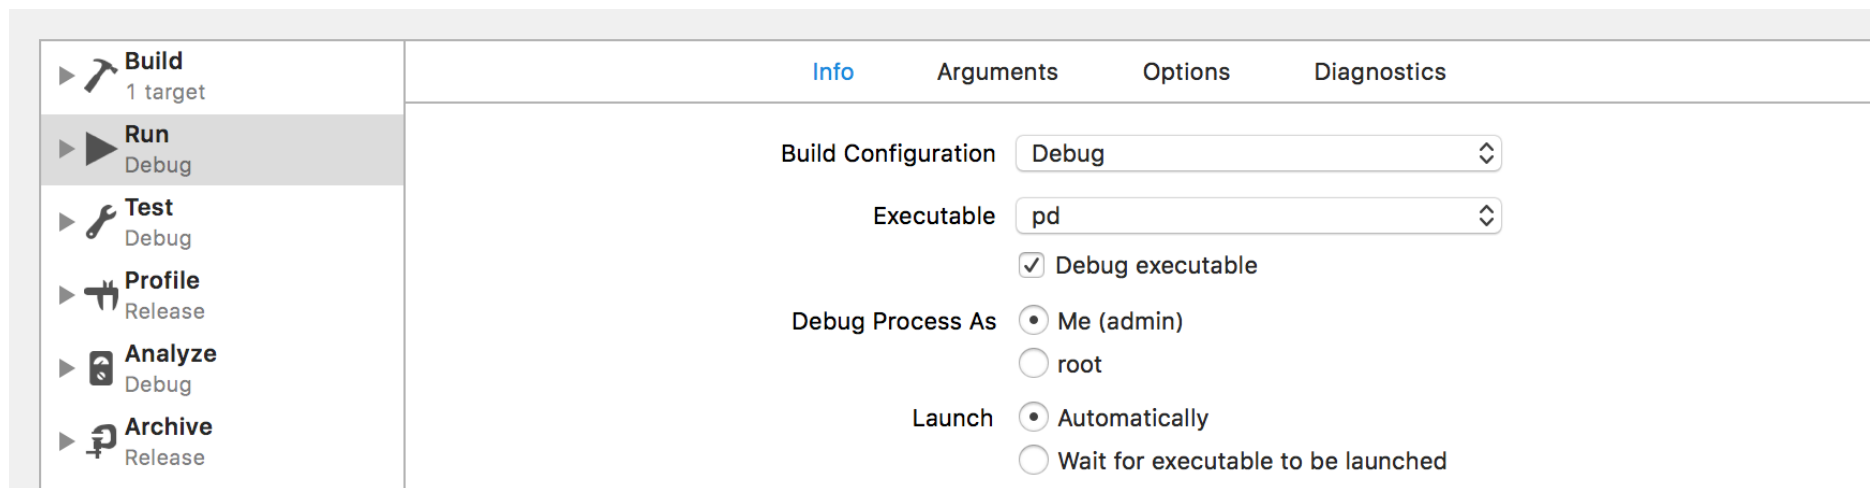 Build
1 target
Run
Debug
Test
Debug
Profile
Release
Analyze
Debug
Archive
Release
Info Arguments Options Diagnostics
Build Configuration Debug
Executable pd
Debug executable
Debug Process As Me (admin)
root
Launch Automatically
Wait for executable to be launched